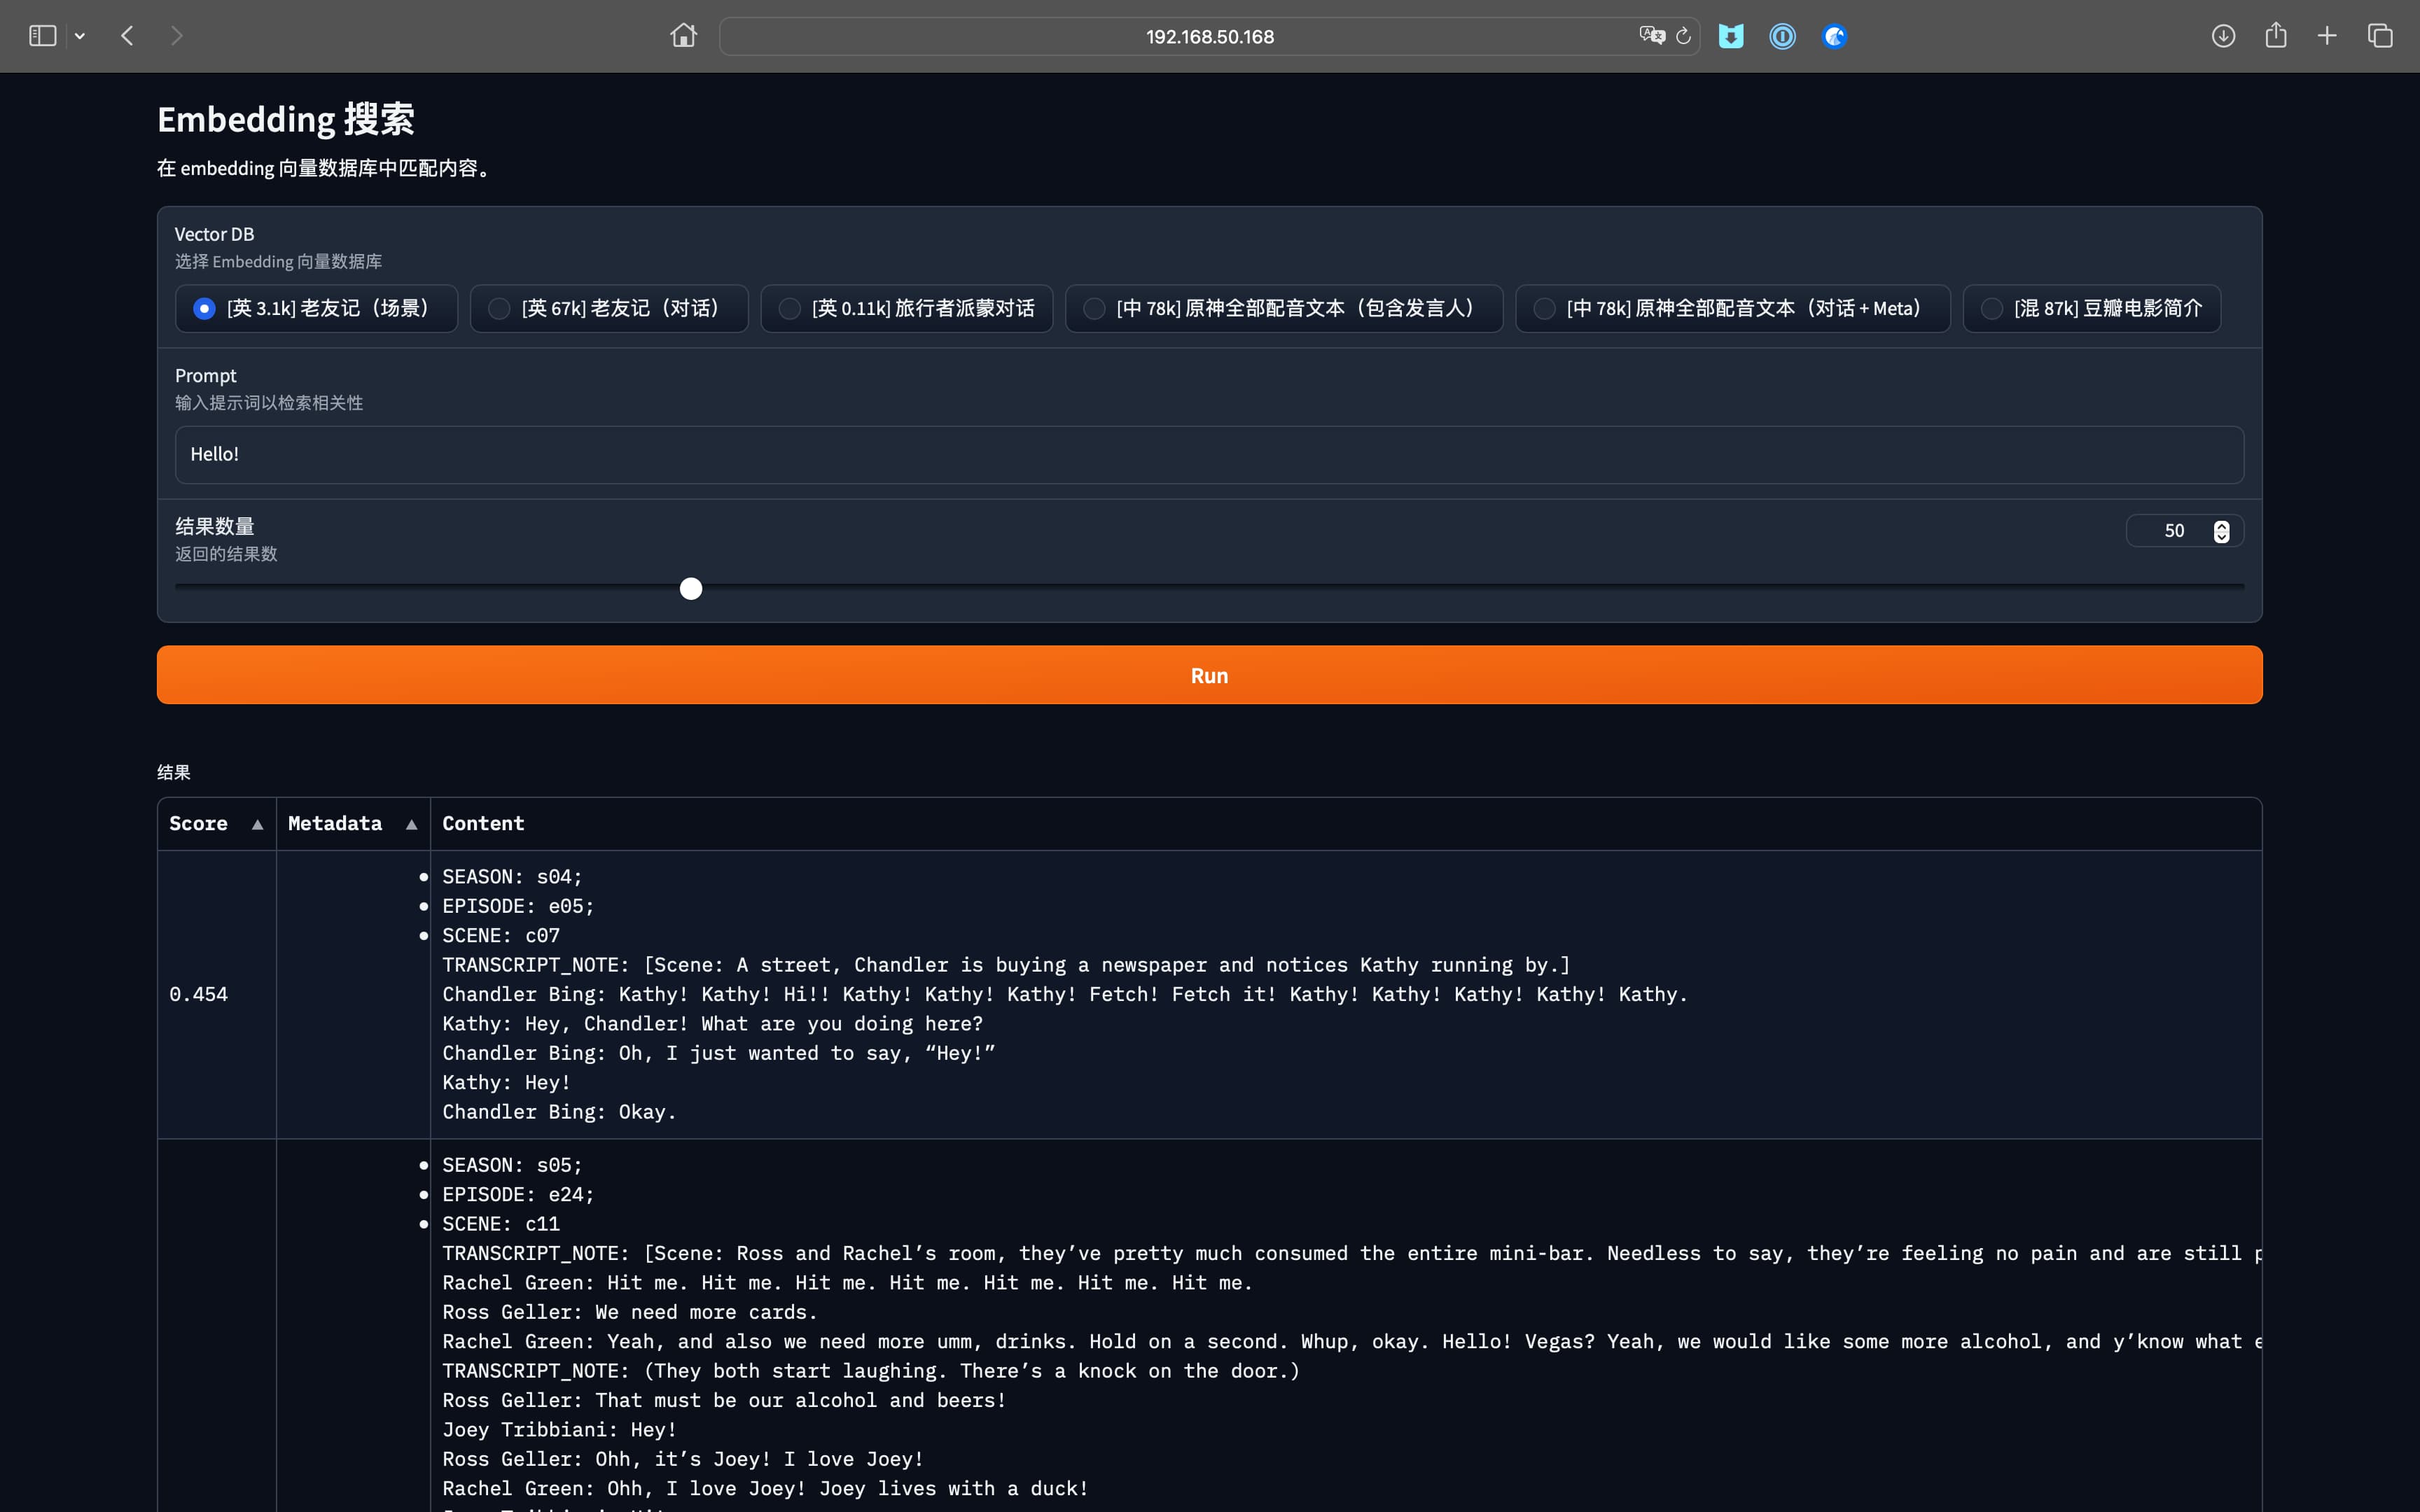 192.168.50.168
Embedding 搜索
在 embedding 向量数据库中匹配内容。
Vector DB
选择 Embedding 向量数据库
[英 3.1k] 老友记（场景）
[英 67k] 老友记（对话）
[英 0.11k] 旅行者派蒙对话
[中 78k] 原神全部配音文本（包含发言人）
[中 78k] 原神全部配音文本（对话 + Meta）
[混 87k] 豆瓣电影简介
Prompt
输入提示词以检索相关性
Hello!
结果数量
50
返回的结果数
Run
结果
Score ▲ Metadata ▲ Content
• SEASON: s04;
• EPISODE: e05;
• SCENE: c07
TRANSCRIPT_NOTE: [Scene: A street, Chandler is buying a newspaper and notices Kathy running by.]
0.454
Chandler Bing: Kathy! Kathy! Hi!! Kathy! Kathy! Kathy! Fetch! Fetch it! Kathy! Kathy! Kathy! Kathy! Kathy.
Kathy: Hey, Chandler! What are you doing here?
Chandler Bing: Oh, I just wanted to say, “Hey!”
Kathy: Hey!
Chandler Bing: Okay.
• SEASON: s05;
• EPISODE: e24;
• SCENE: c11
TRANSCRIPT_NOTE: [Scene: Ross and Rachel’s room, they’ve pretty much consumed the entire mini-bar. Needless to say, they’re feeling no pain and are still
Rachel Green: Hit me. Hit me. Hit me. Hit me. Hit me. Hit me. Hit me.
Ross Geller: We need more cards.
Rachel Green: Yeah, and also we need more umm, drinks. Hold on a second. Whup, okay. Hello! Vegas? Yeah, we would like some more alcohol, and y’know what
TRANSCRIPT_NOTE: (They both start laughing. There’s a knock on the door.)
Ross Geller: That must be our alcohol and beers!
Joey Tribbiani: Hey!
Ross Geller: Ohh, it’s Joey! I love Joey!
Rachel Green: Ohh, I love Joey! Joey lives with a duck!